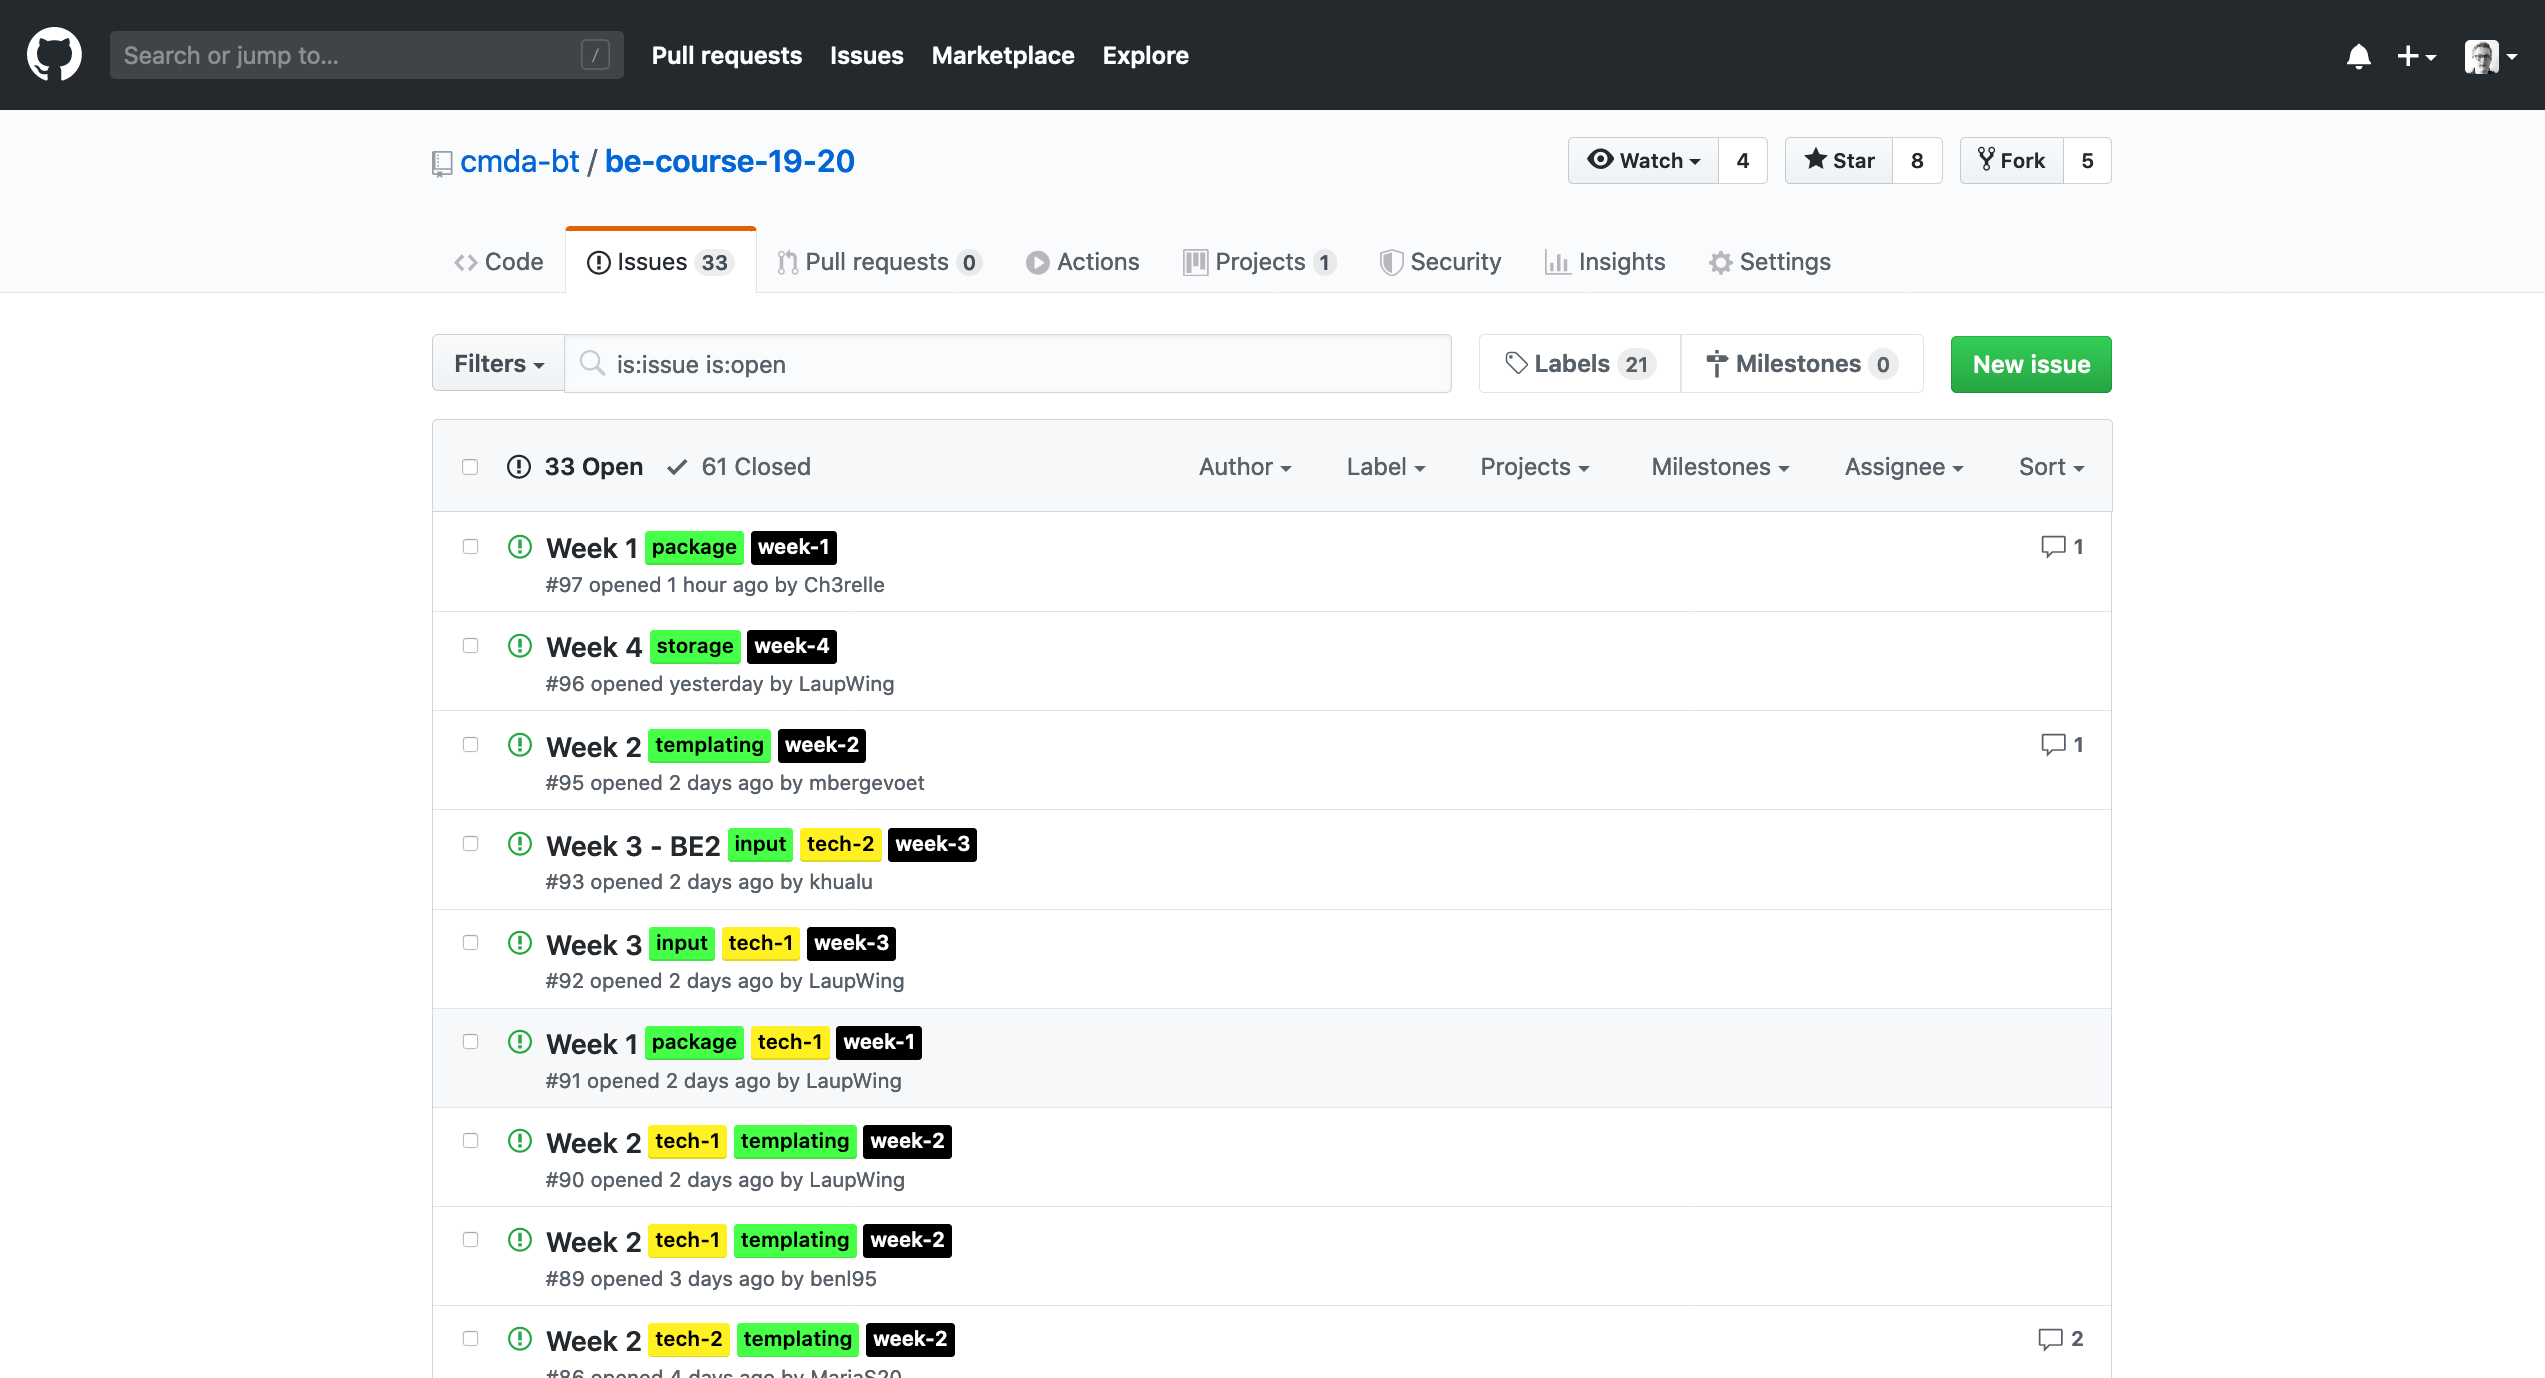 Search or jump to... /
Pull requests Issues Marketplace Explore
cmda-bt / be-course-19-20
Watch 4 Star 8 Fork 5
Code Issues 33 Pull requests 0 Actions Projects 1 Security Insights Settings
Filters is:issue is:open Labels 21 Milestones 0 New issue
33 Open 61 Closed Author Label Projects Milestones Assignee Sort
Week 1 package week-1 1
#97 opened 1 hour ago by Ch3relle
Week 4 storage week-4
#96 opened yesterday by LaupWing
Week 2 templating week-2 1
#95 opened 2 days ago by mbergevoet
Week 3 - BE2 input tech-2 week-3
#93 opened 2 days ago by khualu
Week 3 input tech-1 week-3
#92 opened 2 days ago by LaupWing
Week 1 package tech-1 week-1
#91 opened 2 days ago by LaupWing
Week 2 tech-1 templating week-2
#90 opened 2 days ago by LaupWing
Week 2 tech-1 templating week-2
#89 opened 3 days ago by benl95
Week 2 tech-2 templating week-2 2
#86 opened 4 days ago by MariaS20